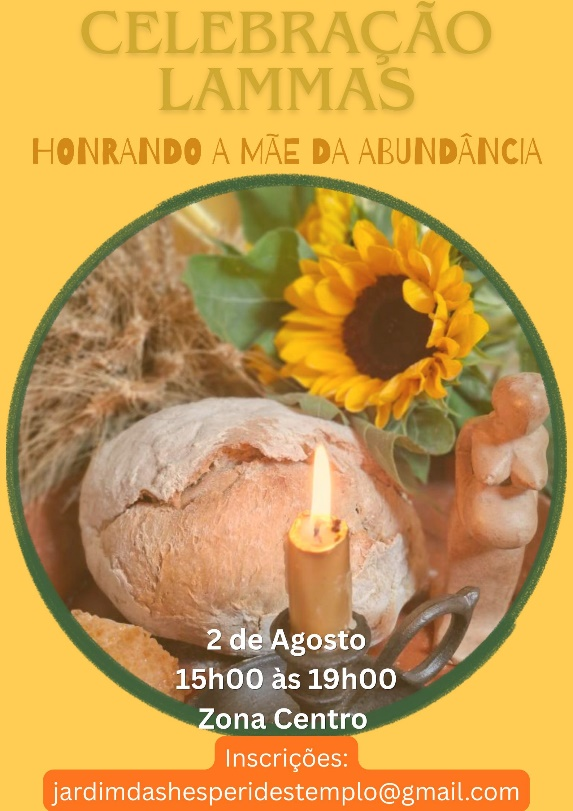 CELEBRAÇÃO
LAMMAS
HONRANDO A MÃE DA ABUNDÂNCIA
2 de Agosto
15h00 às 19h00
Zona Centro
Inscrições:
jardimdashesperidestemplo@gmail.com